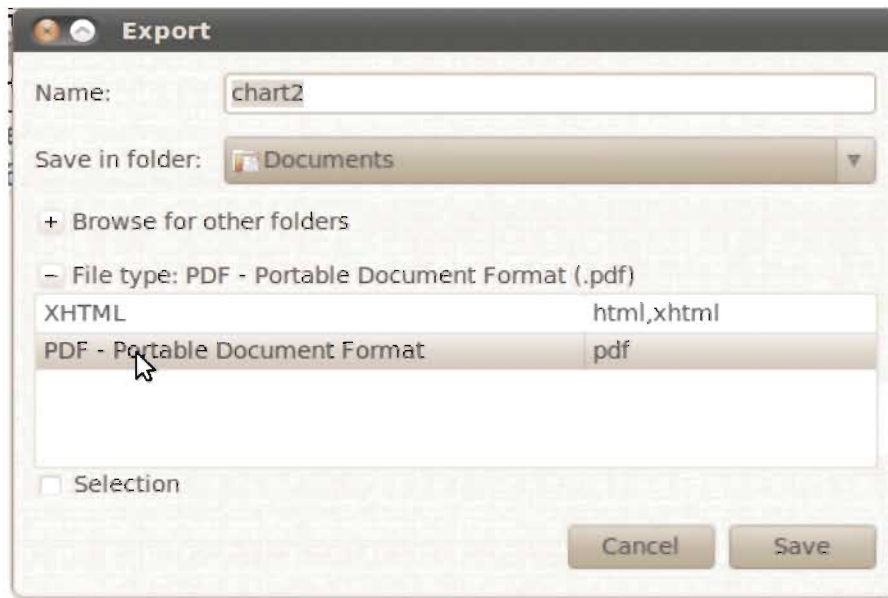 Export
Name: chart2
Save in folder: Documents
+ Browse for other folders
− File type: PDF - Portable Document Format (.pdf)
XHTML html,xhtml
PDF - Portable Document Format pdf
Selection
Cancel Save